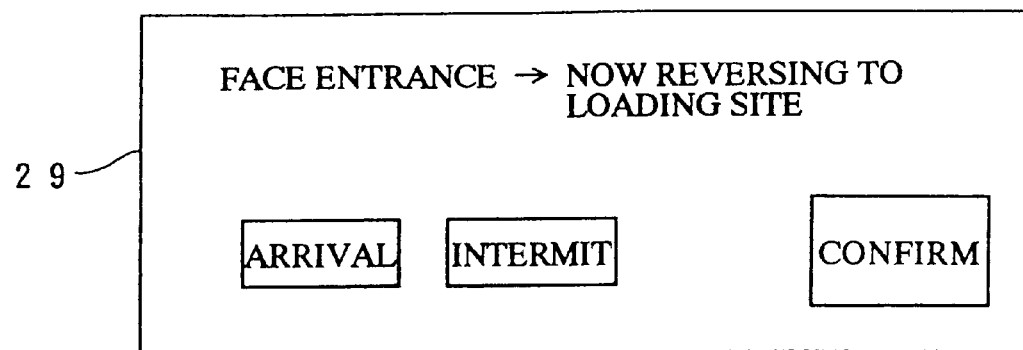 FACE ENTRANCE → NOW REVERSING TO
LOADING SITE
29
ARRIVAL INTERMIT CONFIRM